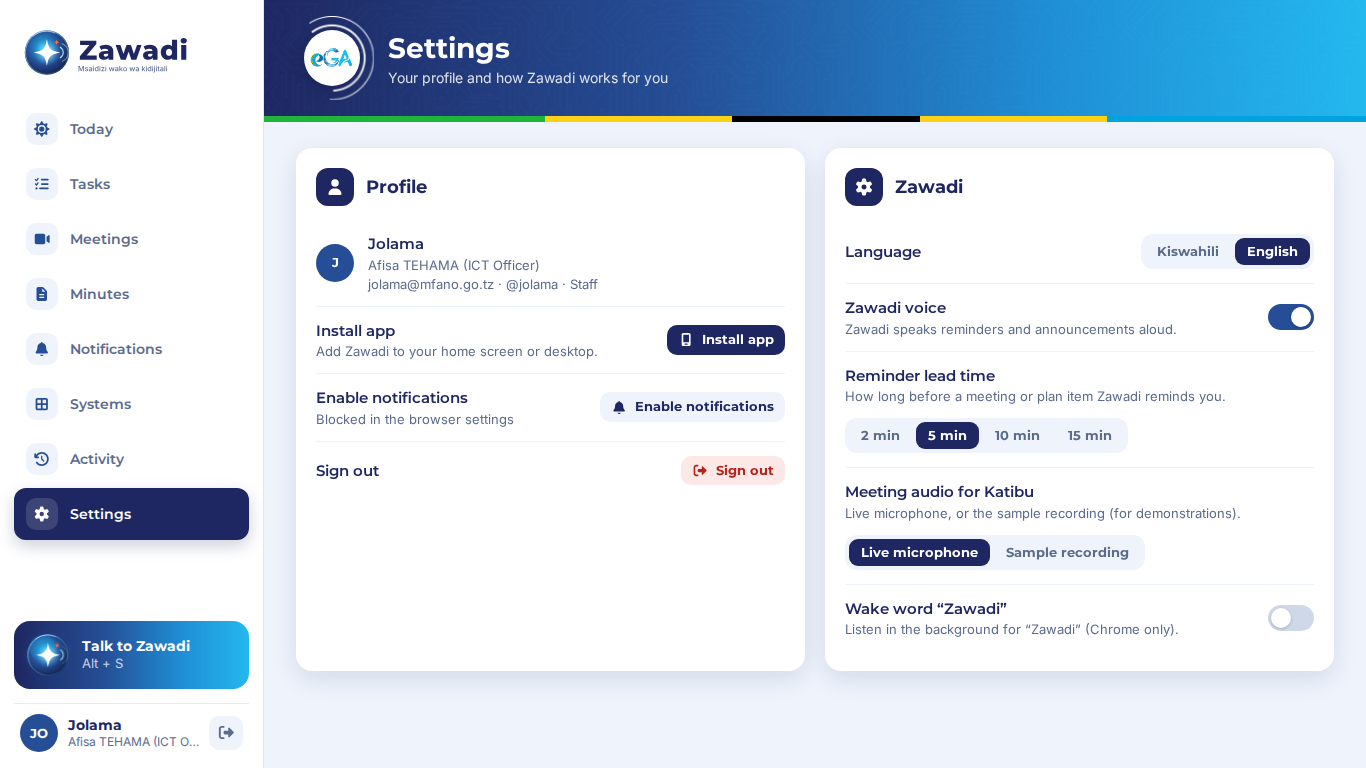 Zawadi
Msaidizi wako wa kidijitali
Today
Tasks
Meetings
Minutes
Notifications
Systems
Activity
Settings
Talk to Zawadi
Alt + S
JO
Jolama
Afisa TEHAMA (ICT O...
eGA
Settings
Your profile and how Zawadi works for you
Profile
J
Jolama
Afisa TEHAMA (ICT Officer)
jolama@mfano.go.tz · @jolama · Staff
Install app
Add Zawadi to your home screen or desktop.
Install app
Enable notifications
Blocked in the browser settings
Enable notifications
Sign out
Sign out
Zawadi
Language
Kiswahili English
Zawadi voice
Zawadi speaks reminders and announcements aloud.
Reminder lead time
How long before a meeting or plan item Zawadi reminds you.
2 min 5 min 10 min 15 min
Meeting audio for Katibu
Live microphone, or the sample recording (for demonstrations).
Live microphone Sample recording
Wake word “Zawadi”
Listen in the background for “Zawadi” (Chrome only).